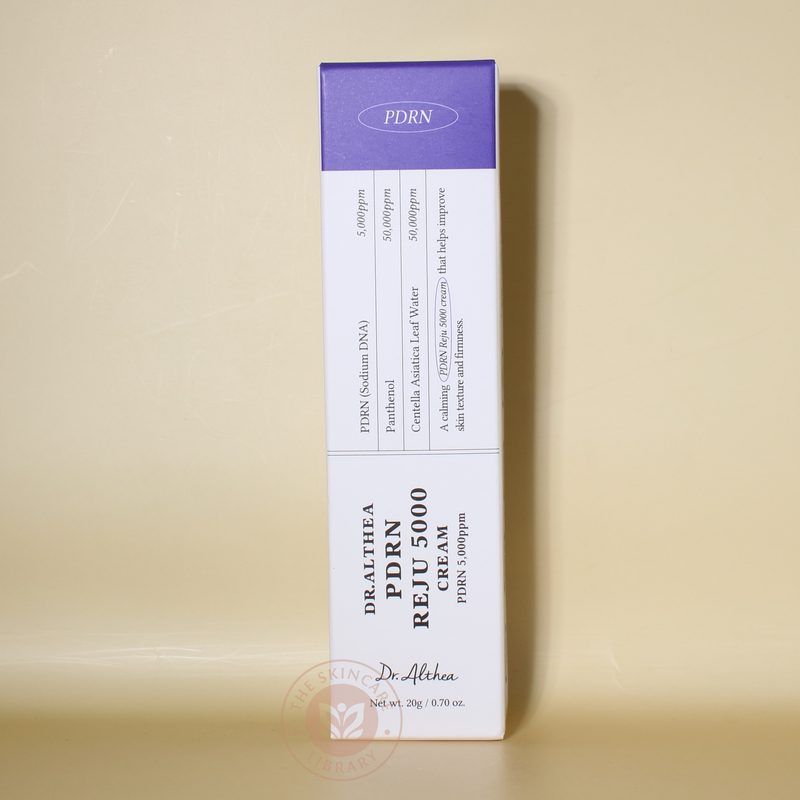 PDRN
PDRN (Sodium DNA) 5,000ppm
Panthenol 50,000ppm
Centella Asiatica Leaf Water 50,000ppm
A calming PDRN Reju 5000 cream that helps improve
skin texture and firmness.
DR.ALTHEA
PDRN
REJU 5000
CREAM
PDRN 5,000ppm
Dr. Althea
Net wt. 20g / 0.70 oz.
THE SKINCARE
LIBRARY